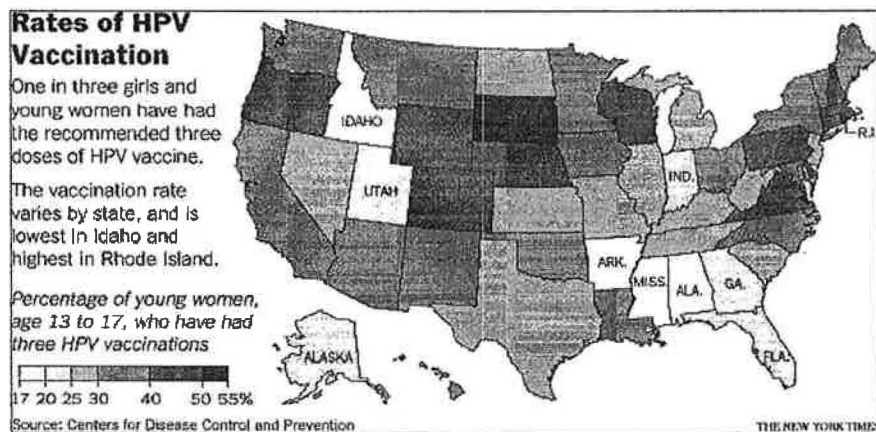 Rates of HPV
Vaccination
One in three girls and
young women have had
the recommended three
doses of HPV vaccine.
The vaccination rate
varies by state, and is
lowest in Idaho and
highest in Rhode Island.
Percentage of young women,
age 13 to 17, who have had
three HPV vaccinations
17 20 25 30 40 50 55%
IDAHO
UTAH
IND.
R.I.
ARK.
MISS.
ALA.
GA.
FLA.
ALASKA
Source: Centers for Disease Control and Prevention
THE NEW YORK TIMES